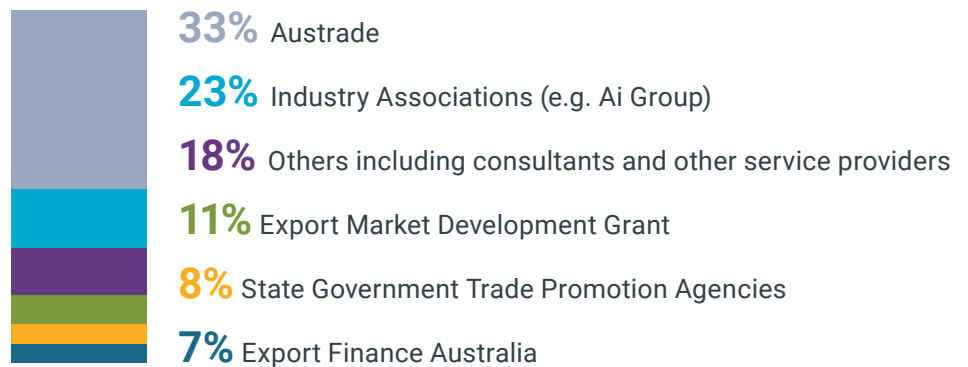 33% Austrade
23% Industry Associations (e.g. Ai Group)
18% Others including consultants and other service providers
11% Export Market Development Grant
8% State Government Trade Promotion Agencies
7% Export Finance Australia